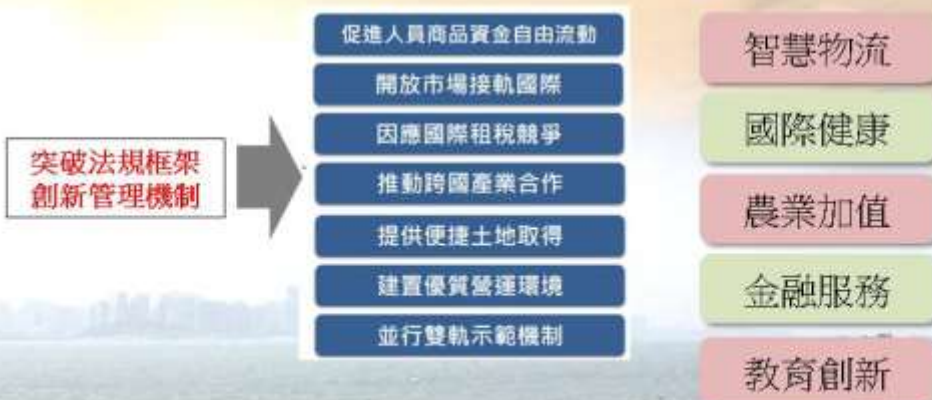 突破法規框架
創新管理機制
促進人員商品資金自由流動
開放市場接軌國際
因應國際租稅競爭
推動跨國產業合作
提供便捷土地取得
建置優質營運環境
並行雙軌示範機制
智慧物流
國際健康
農業加值
金融服務
教育創新